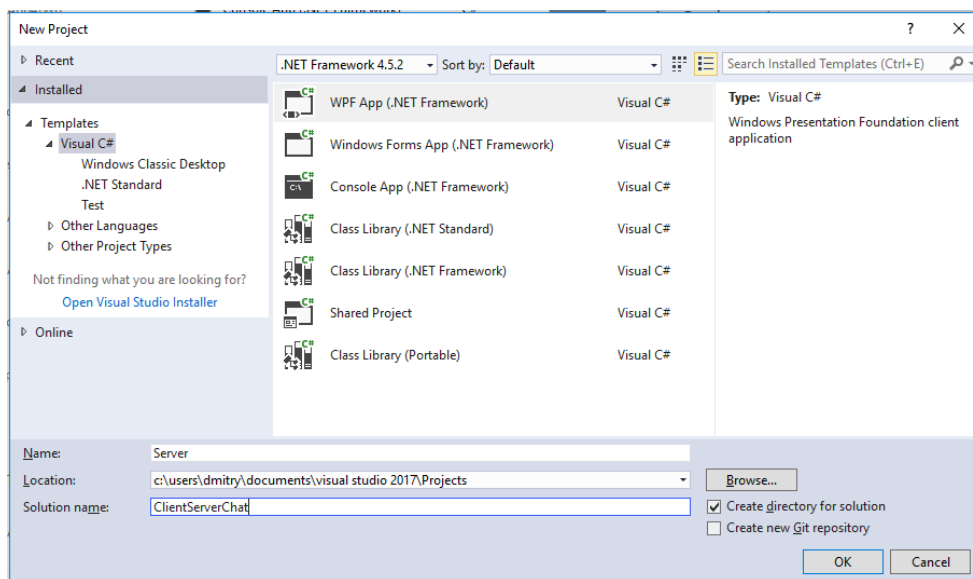 New Project
Recent
.NET Framework 4.5.2 Sort by: Default Search Installed Templates (Ctrl+E)
Installed
Templates
Visual C#
Windows Classic Desktop
.NET Standard
Test
Other Languages
Other Project Types
Not finding what you are looking for?
Open Visual Studio Installer
Online
WPF App (.NET Framework) Visual C#
Windows Forms App (.NET Framework) Visual C#
Console App (.NET Framework) Visual C#
Class Library (.NET Standard) Visual C#
Class Library (.NET Framework) Visual C#
Shared Project Visual C#
Class Library (Portable) Visual C#
Type: Visual C#
Windows Presentation Foundation client
application
Name: Server
Location: c:\users\dmitry\documents\visual studio 2017\Projects Browse...
Solution name: ClientServerChat
Create directory for solution
Create new Git repository
OK Cancel